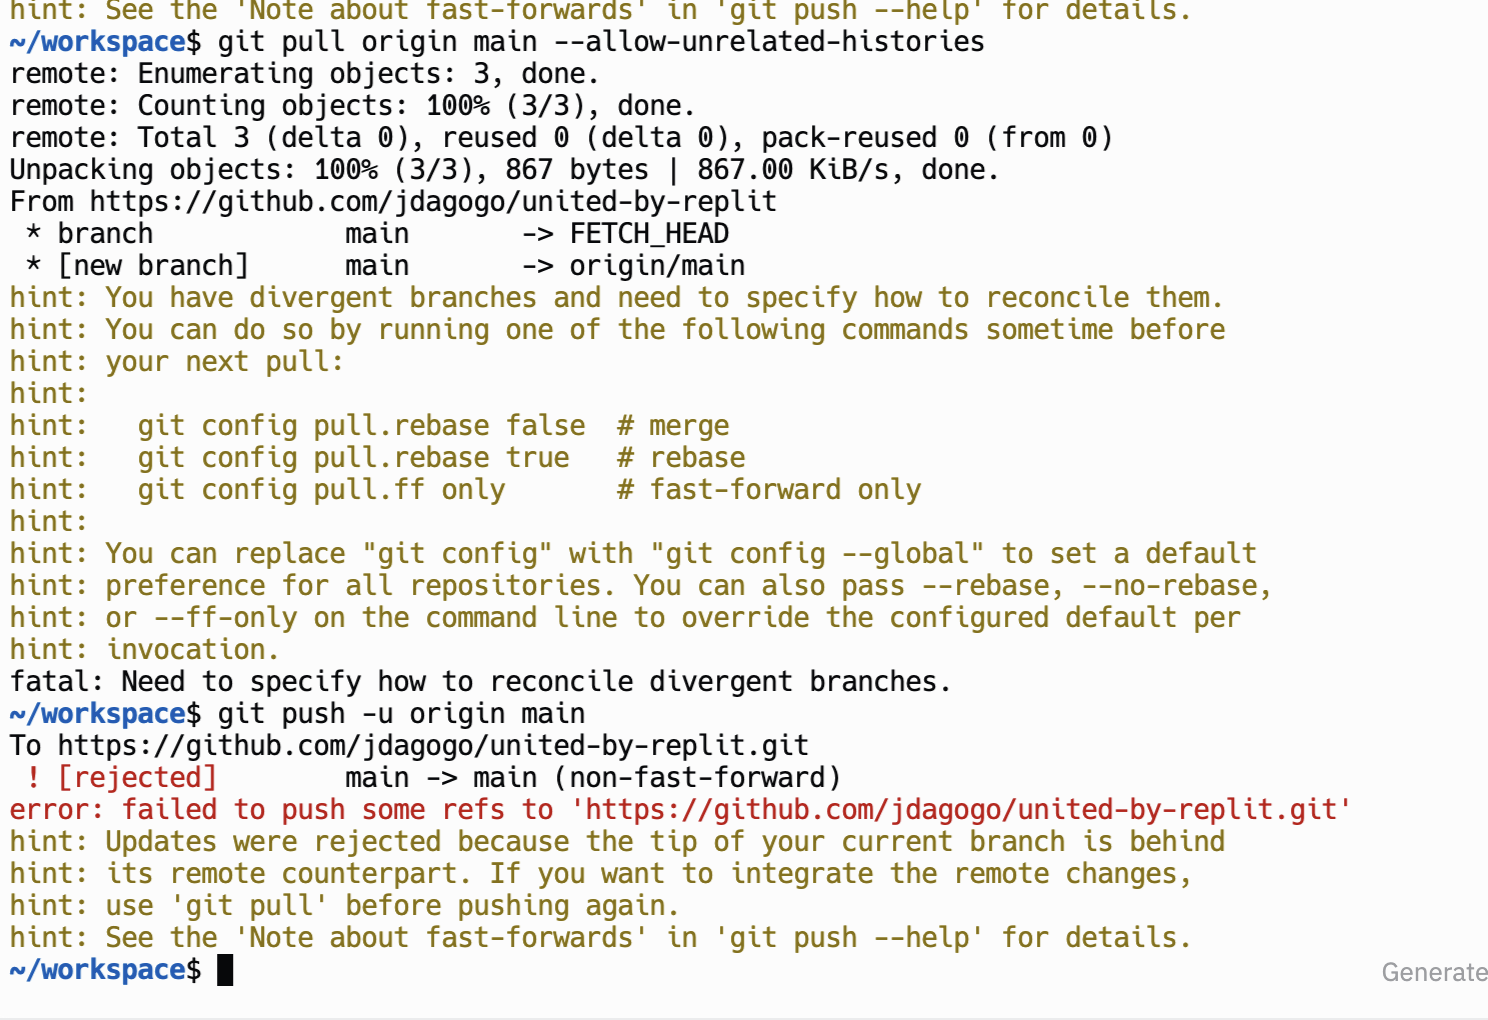 hint: See the 'Note about fast-forwards' in 'git push --help' for details.
~/workspace$ git pull origin main --allow-unrelated-histories
remote: Enumerating objects: 3, done.
remote: Counting objects: 100% (3/3), done.
remote: Total 3 (delta 0), reused 0 (delta 0), pack-reused 0 (from 0)
Unpacking objects: 100% (3/3), 867 bytes | 867.00 KiB/s, done.
From https://github.com/jdagogo/united-by-replit
 * branch            main       -> FETCH_HEAD
 * [new branch]      main       -> origin/main
hint: You have divergent branches and need to specify how to reconcile them.
hint: You can do so by running one of the following commands sometime before
hint: your next pull:
hint:
hint:   git config pull.rebase false  # merge
hint:   git config pull.rebase true   # rebase
hint:   git config pull.ff only       # fast-forward only
hint:
hint: You can replace "git config" with "git config --global" to set a default
hint: preference for all repositories. You can also pass --rebase, --no-rebase,
hint: or --ff-only on the command line to override the configured default per
hint: invocation.
fatal: Need to specify how to reconcile divergent branches.
~/workspace$ git push -u origin main
To https://github.com/jdagogo/united-by-replit.git
 ! [rejected]        main -> main (non-fast-forward)
error: failed to push some refs to 'https://github.com/jdagogo/united-by-replit.git'
hint: Updates were rejected because the tip of your current branch is behind
hint: its remote counterpart. If you want to integrate the remote changes,
hint: use 'git pull' before pushing again.
hint: See the 'Note about fast-forwards' in 'git push --help' for details.
~/workspace$
Generate